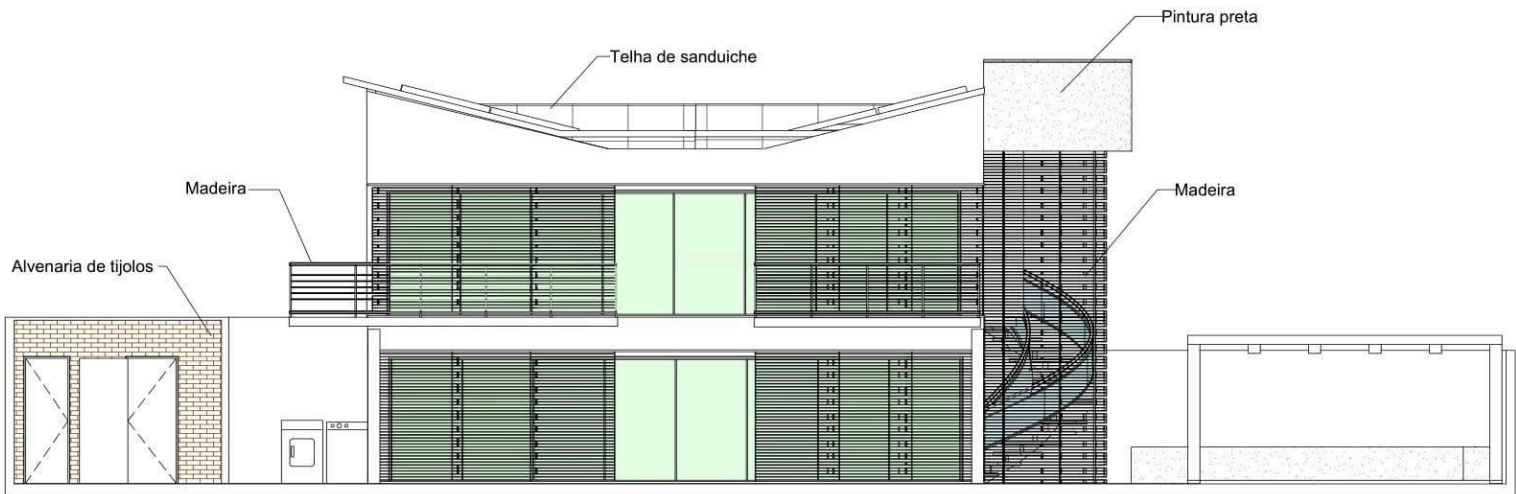 Pintura preta
Telha de sanduiche
Madeira
Madeira
Alvenaria de tijolos